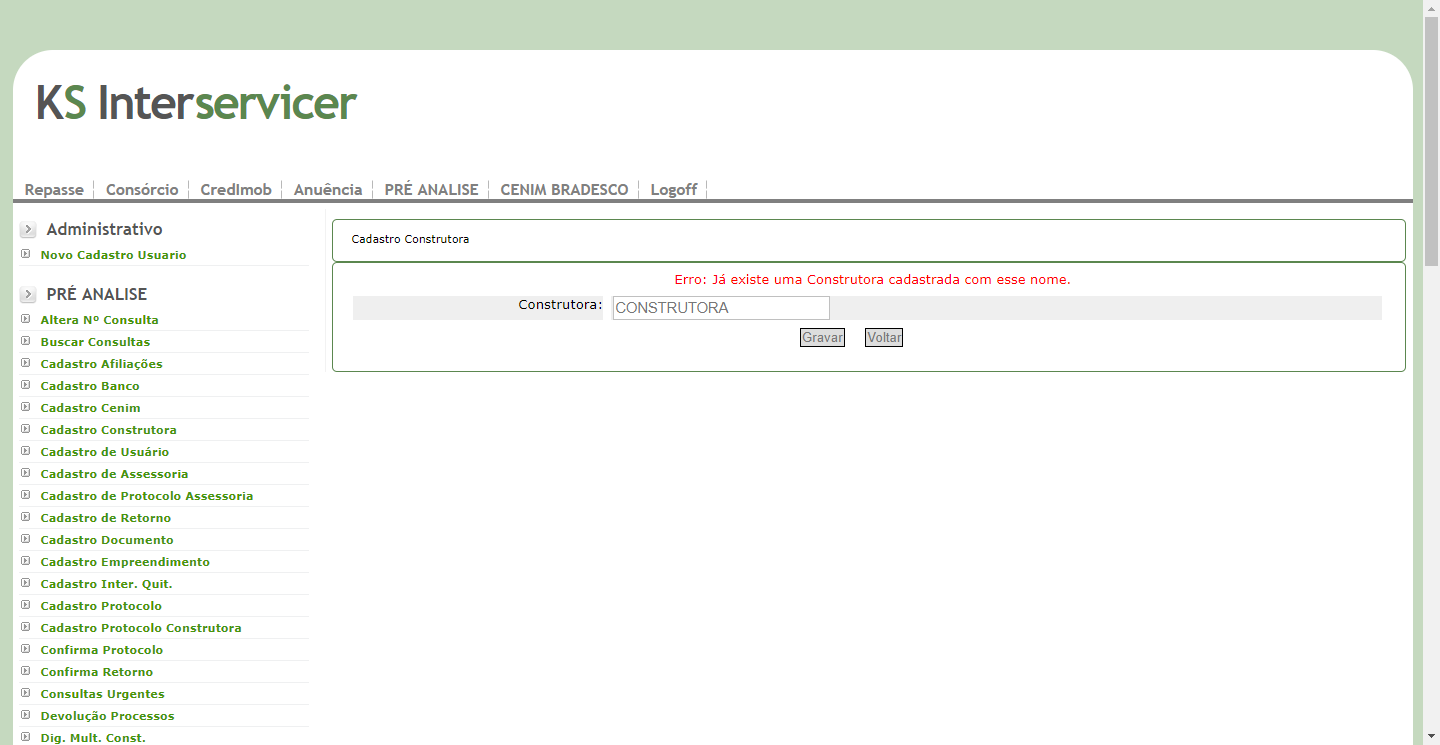 KS Interservicer
Repasse Consórcio CredImob Anuência PRÉ ANALISE CENIM BRADESCO Logoff
Administrativo
Novo Cadastro Usuario
PRÉ ANALISE
Altera Nº Consulta
Buscar Consultas
Cadastro Afiliações
Cadastro Banco
Cadastro Cenim
Cadastro Construtora
Cadastro de Usuário
Cadastro de Assessoria
Cadastro de Protocolo Assessoria
Cadastro de Retorno
Cadastro Documento
Cadastro Empreendimento
Cadastro Inter. Quit.
Cadastro Protocolo
Cadastro Protocolo Construtora
Confirma Protocolo
Confirma Retorno
Consultas Urgentes
Devolução Processos
Dig. Mult. Const.
Cadastro Construtora
Erro: Já existe uma Construtora cadastrada com esse nome.
Construtora: CONSTRUTORA
Gravar Voltar